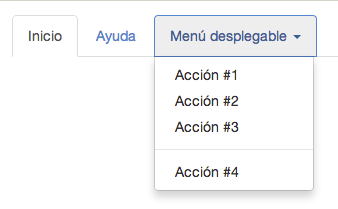 Inicio Ayuda Menú desplegable
Acción #1
Acción #2
Acción #3
Acción #4